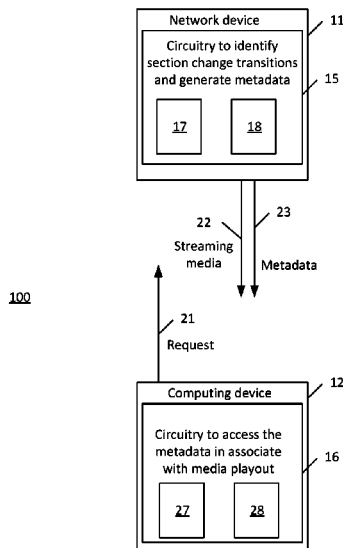 Network device
11
Circuitry to identify
section change transitions
and generate metadata
15
17
18
22
23
Streaming
media
Metadata
100
21
Request
Computing device
12
Circuitry to access the
metadata in associate
with media playout
16
27
28